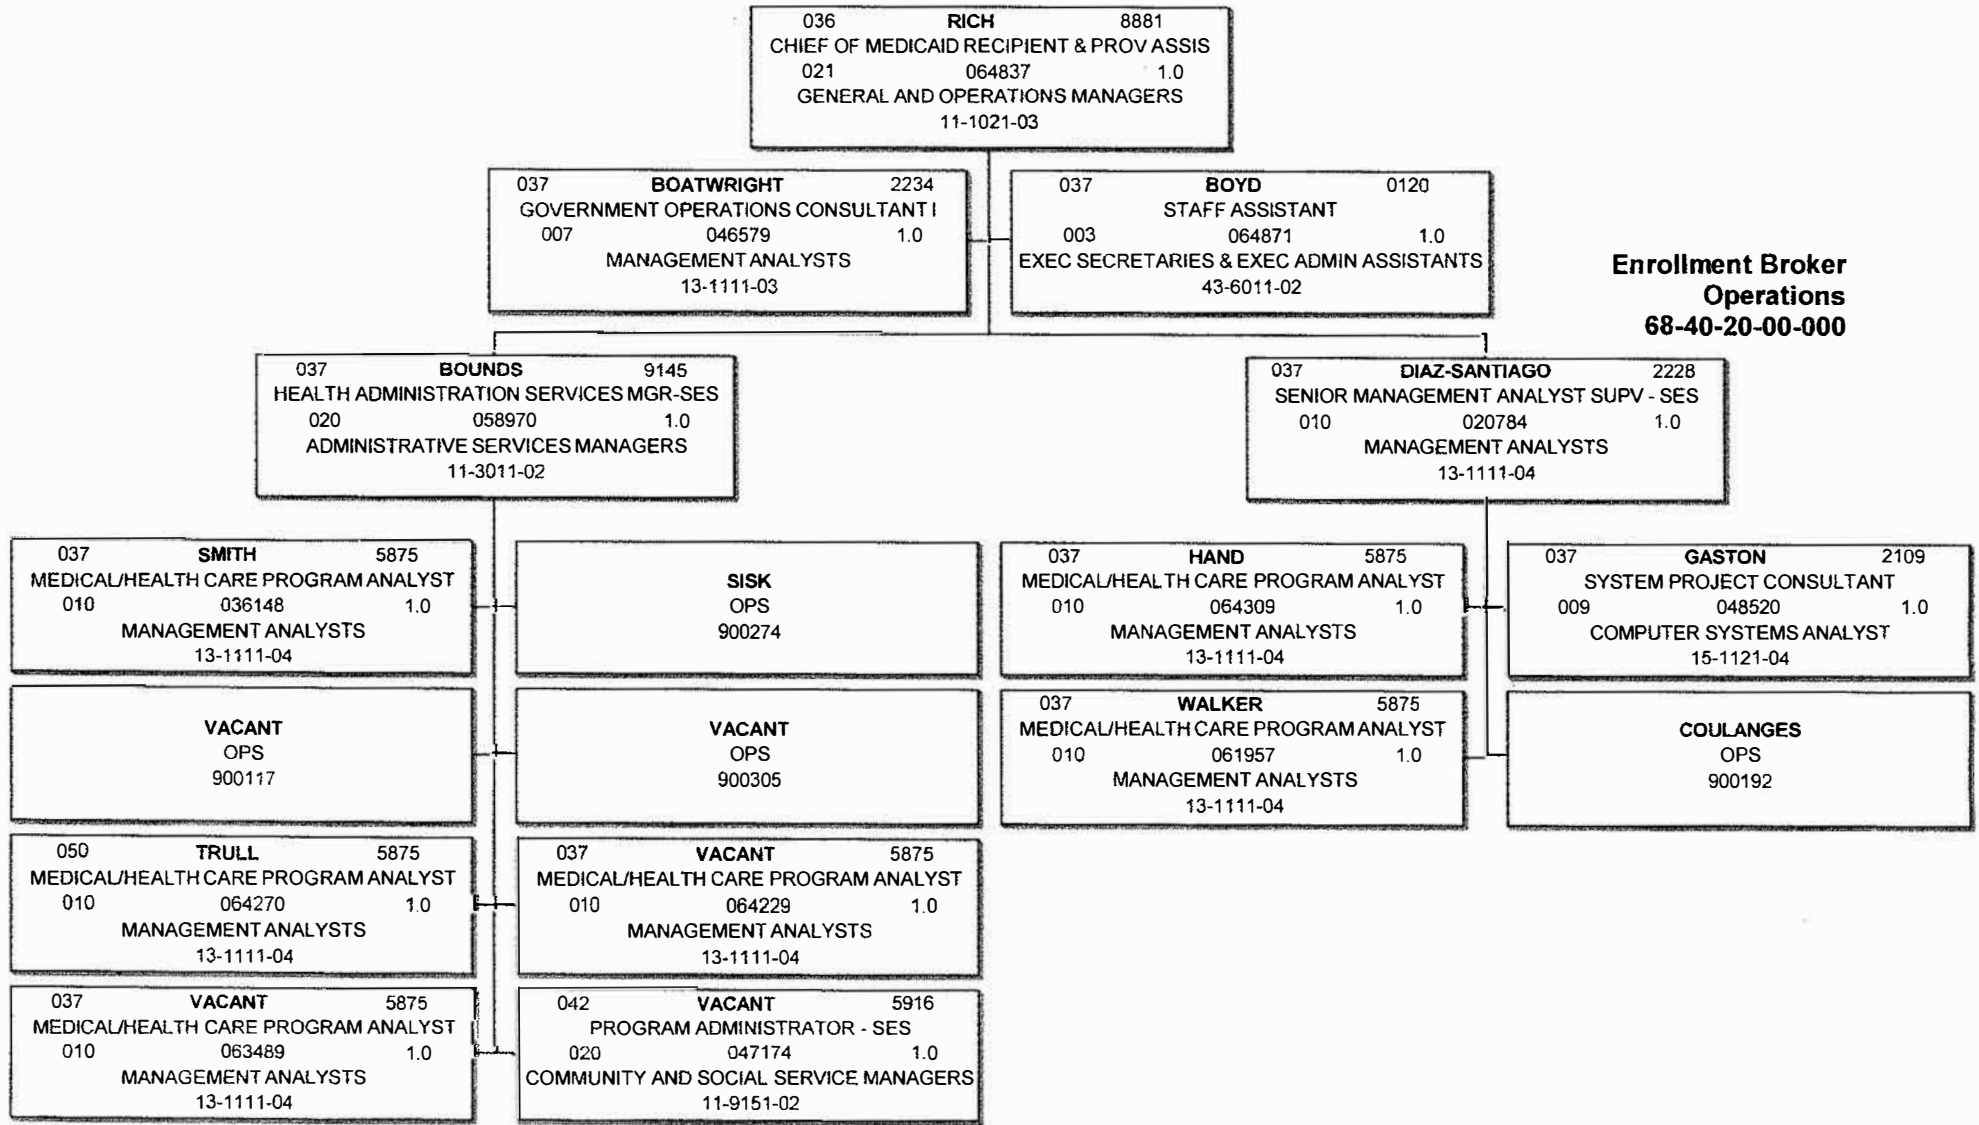 036 RICH 8881
CHIEF OF MEDICAID RECIPIENT & PROV ASSIS
021 064837 1.0
GENERAL AND OPERATIONS MANAGERS
11-1021-03
037 BOATWRIGHT 2234
GOVERNMENT OPERATIONS CONSULTANT I
007 046579 1.0
MANAGEMENT ANALYSTS
13-1111-03
037 BOYD 0120
STAFF ASSISTANT
003 064871 1.0
EXEC SECRETARIES & EXEC ADMIN ASSISTANTS
43-6011-02
Enrollment Broker
Operations
68-40-20-00-000
037 BOUNDS 9145
HEALTH ADMINISTRATION SERVICES MGR-SES
020 058970 1.0
ADMINISTRATIVE SERVICES MANAGERS
11-3011-02
037 DIAZ-SANTIAGO 2228
SENIOR MANAGEMENT ANALYST SUPV - SES
010 020784 1.0
MANAGEMENT ANALYSTS
13-1111-04
037 SMITH 5875
MEDICAL/HEALTH CARE PROGRAM ANALYST
010 036148 1.0
MANAGEMENT ANALYSTS
13-1111-04
SISK
OPS
900274
037 HAND 5875
MEDICAL/HEALTH CARE PROGRAM ANALYST
010 064309 1.0
MANAGEMENT ANALYSTS
13-1111-04
037 GASTON 2109
SYSTEM PROJECT CONSULTANT
009 048520 1.0
COMPUTER SYSTEMS ANALYST
15-1121-04
VACANT
OPS
900117
VACANT
OPS
900305
037 WALKER 5875
MEDICAL/HEALTH CARE PROGRAM ANALYST
010 061957 1.0
MANAGEMENT ANALYSTS
13-1111-04
COULANGES
OPS
900192
050 TRULL 5875
MEDICAL/HEALTH CARE PROGRAM ANALYST
010 064270 1.0
MANAGEMENT ANALYSTS
13-1111-04
037 VACANT 5875
MEDICAL/HEALTH CARE PROGRAM ANALYST
010 064229 1.0
MANAGEMENT ANALYSTS
13-1111-04
037 VACANT 5875
MEDICAL/HEALTH CARE PROGRAM ANALYST
010 063489 1.0
MANAGEMENT ANALYSTS
13-1111-04
042 VACANT 5916
PROGRAM ADMINISTRATOR - SES
020 047174 1.0
COMMUNITY AND SOCIAL SERVICE MANAGERS
11-9151-02